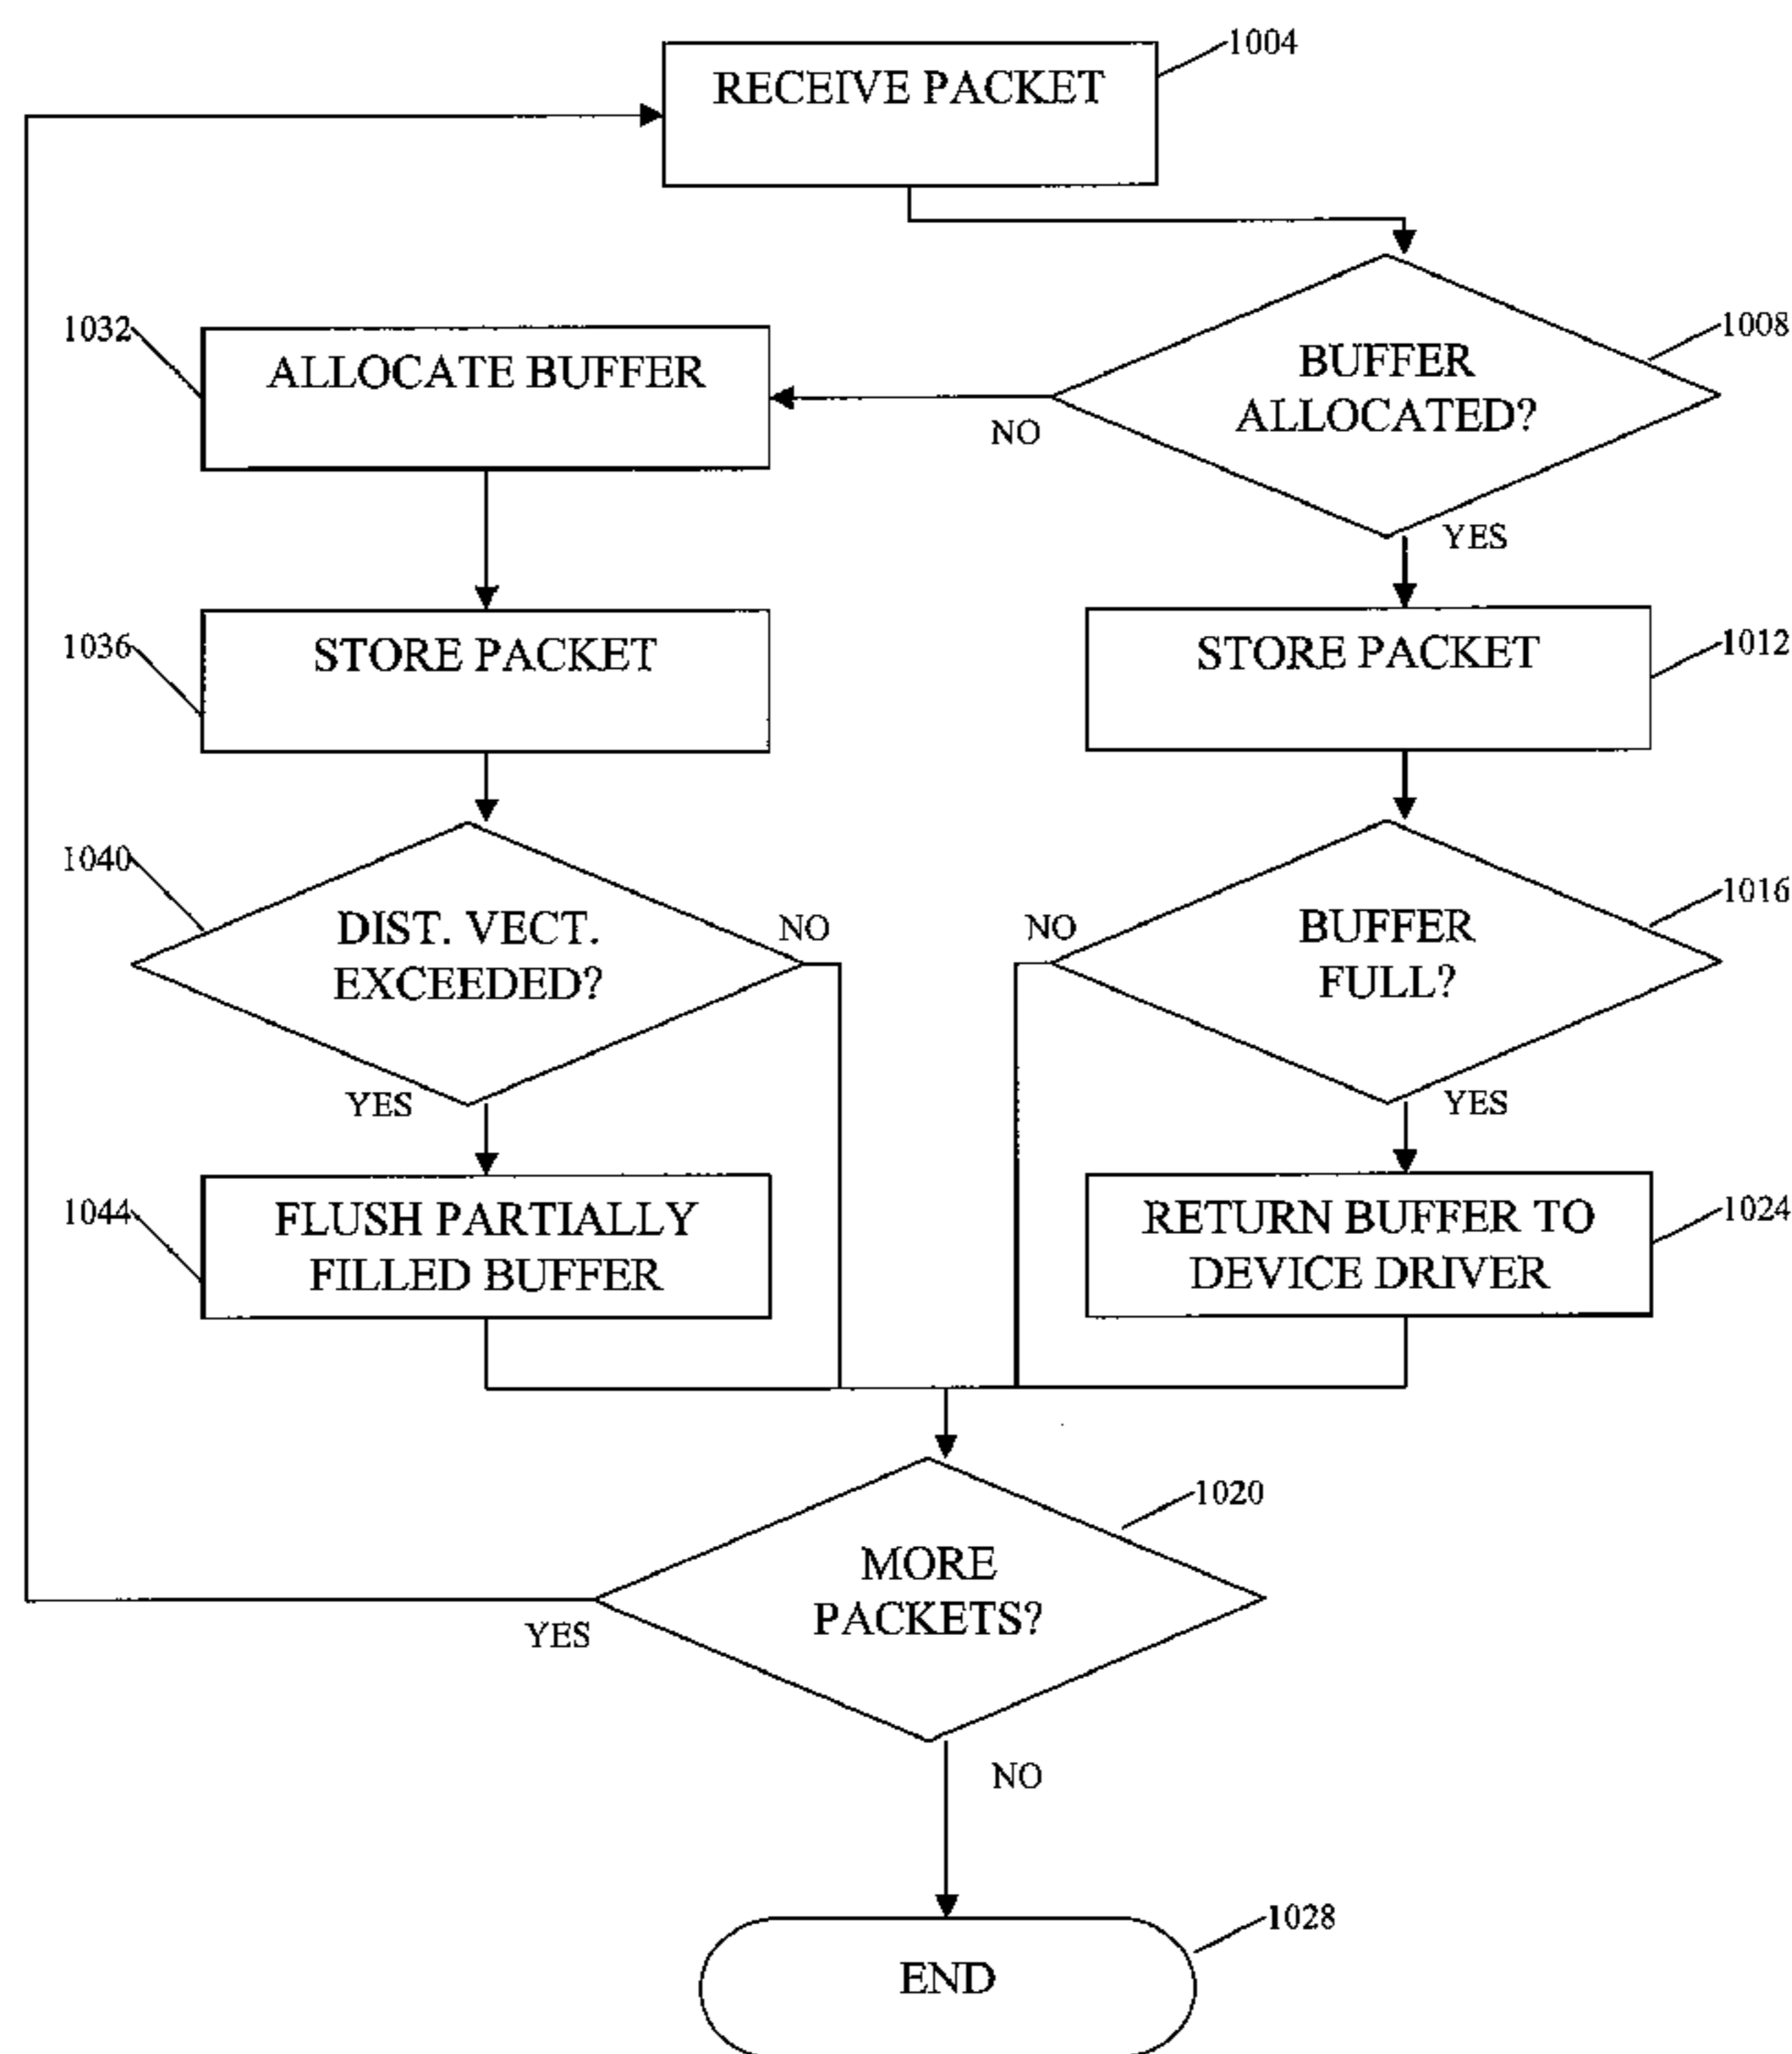 1004
RECEIVE PACKET
1032
ALLOCATE BUFFER
1008
BUFFER
ALLOCATED?
NO
YES
1036
STORE PACKET
STORE PACKET
1012
1040
DIST. VECT.
EXCEEDED?
NO
YES
NO
BUFFER
FULL?
1016
YES
1044
FLUSH PARTIALLY
FILLED BUFFER
RETURN BUFFER TO
DEVICE DRIVER
1024
1020
MORE
PACKETS?
YES
NO
1028
END